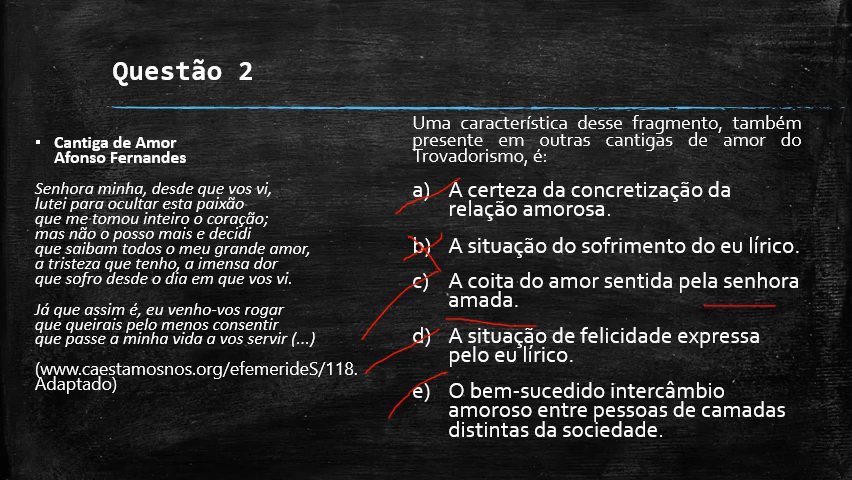 Questão 2
Cantiga de Amor
Afonso Fernandes
Senhora minha, desde que vos vi,
lutei para ocultar esta paixão
que me tomou inteiro o coração;
mas não o posso mais e decidi
que saibam todos o meu grande amor,
a tristeza que tenho, a imensa dor
que sofro desde o dia em que vos vi.
Já que assim é, eu venho-vos rogar
que queirais pelo menos consentir
que passe a minha vida a vos servir (...)
(www.caestamosnos.org/efemerideS/118.
Adaptado)
Uma característica desse fragmento, também
presente em outras cantigas de amor do
Trovadorismo, é:
a) A certeza da concretização da
relação amorosa.
b) A situação do sofrimento do eu lírico.
c) A coita do amor sentida pela senhora
amada.
d) A situação de felicidade expressa
pelo eu lírico.
e) O bem-sucedido intercâmbio
amoroso entre pessoas de camadas
distintas da sociedade.